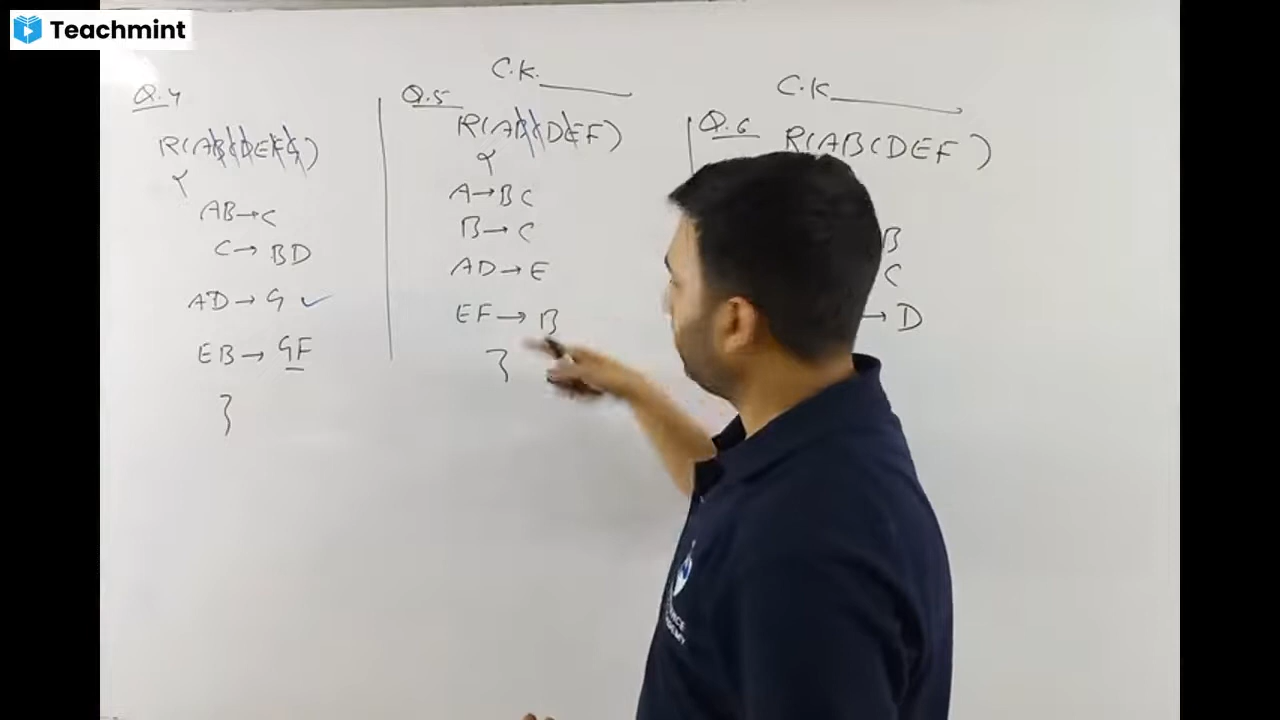 Teachmint
Q.4
R(ABCDEFG)
{
AB→C
C→BD
AD→G ✓
EB→GF
}
C.K.
Q.5
R(ABCDEF)
{
A→BC
B→C
AD→E
EF→B
}
C.K
Q.6 R(ABCDEF)
B
C
→D